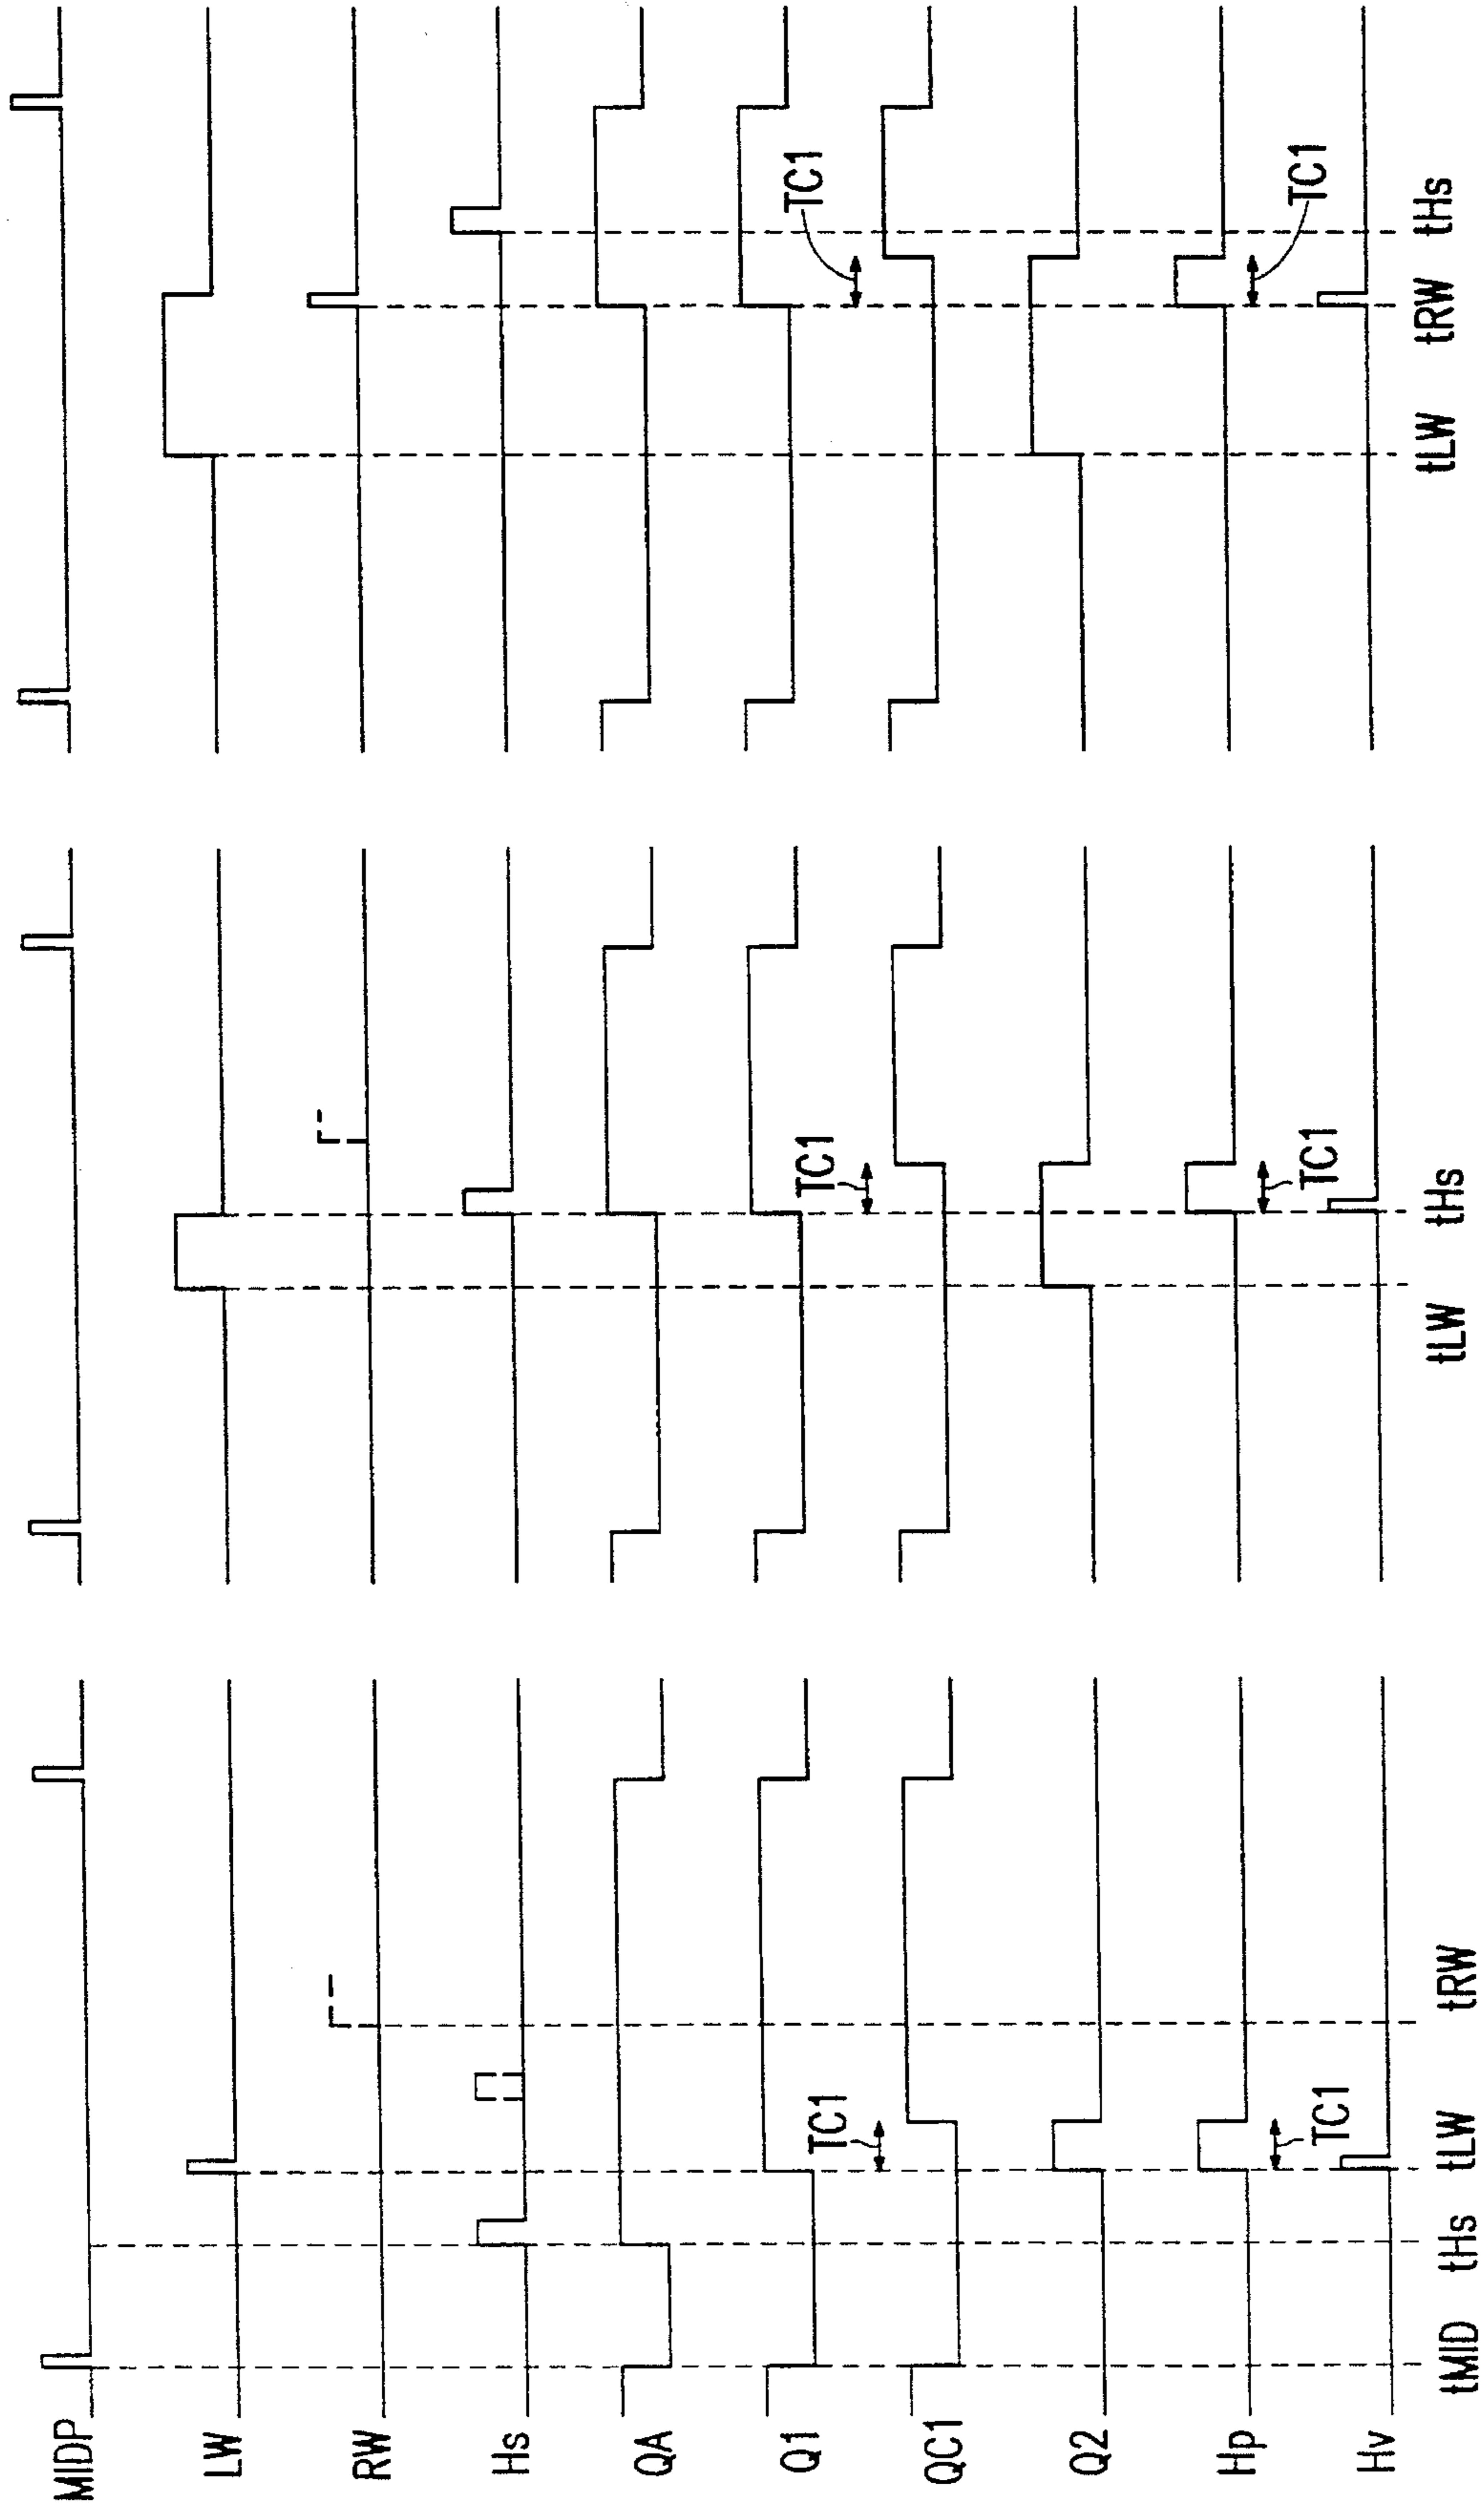 MIDP
LW
RW
Hs
QA
Q1
QC1
Q2
Hp
Hv
TC1
TC1
tMID tHs tLW tRW
TC1
TC1
tLW tHs
TC1
TC1
tLW tRW tHs